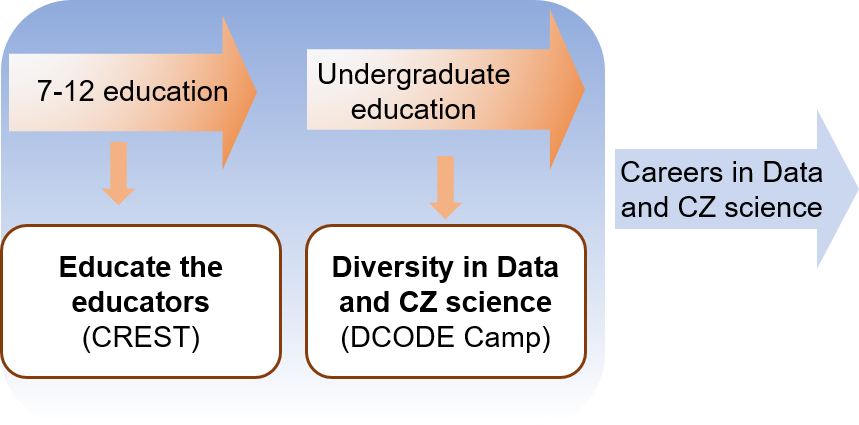 7-12 education
Undergraduate
education
Careers in Data
and CZ science
Educate the
educators
(CREST)
Diversity in Data
and CZ science
(DCODE Camp)